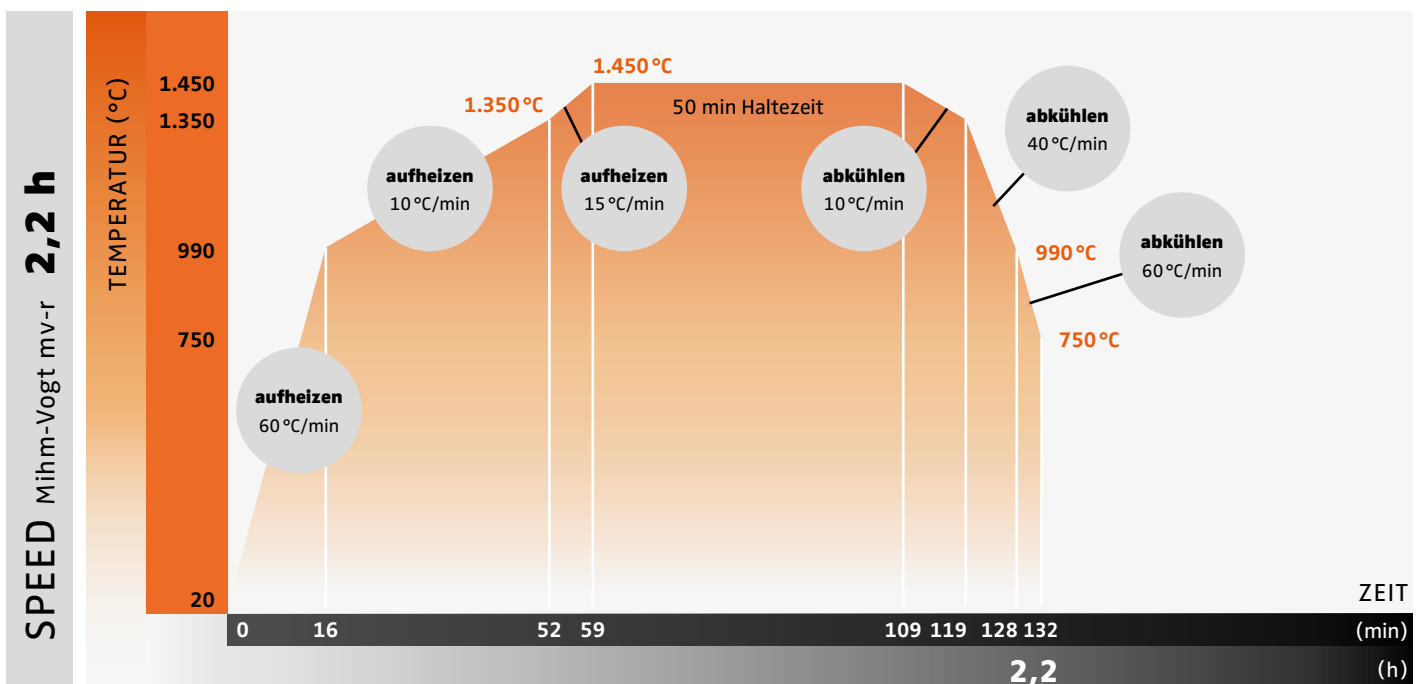 SPEED Mihm-Vogt mv-r 2,2 h
TEMPERATUR (°C)
1.450
1.350
990
750
20
1.450 °C
1.350 °C
50 min Haltezeit
aufheizen
60 °C/min
aufheizen
10 °C/min
aufheizen
15 °C/min
abkühlen
10 °C/min
abkühlen
40 °C/min
990 °C
abkühlen
60 °C/min
750 °C
ZEIT
0 16 52 59 109 119 128 132 (min)
2,2 (h)